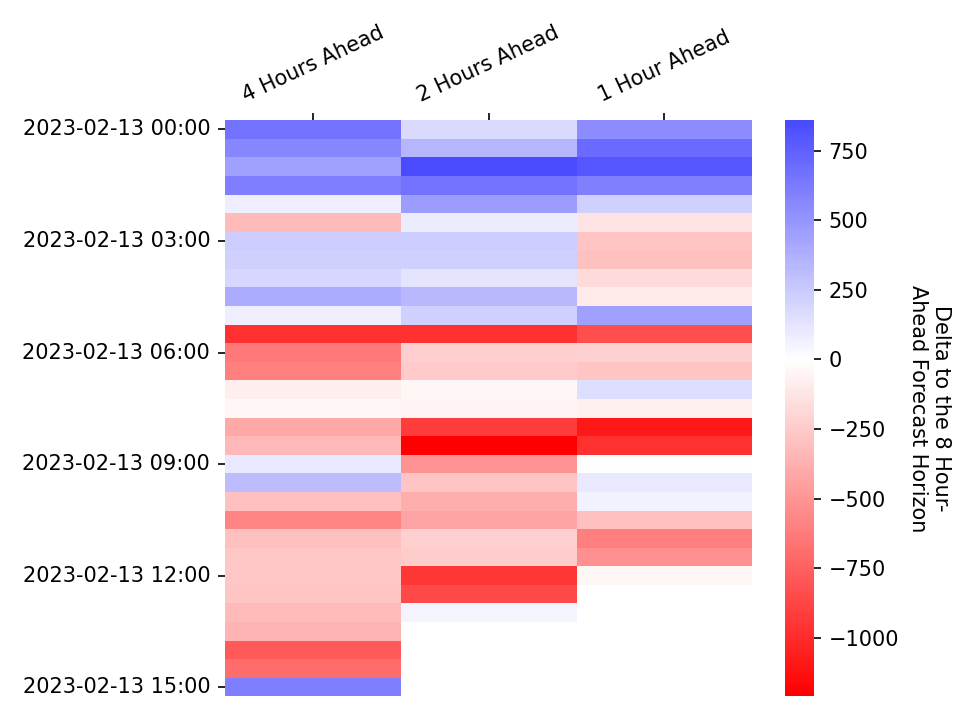 4 Hours Ahead
2 Hours Ahead
1 Hour Ahead
2023-02-13 00:00
2023-02-13 03:00
2023-02-13 06:00
2023-02-13 09:00
2023-02-13 12:00
2023-02-13 15:00
750
500
250
0
−250
−500
−750
−1000
Delta to the 8 Hour-
Ahead Forecast Horizon